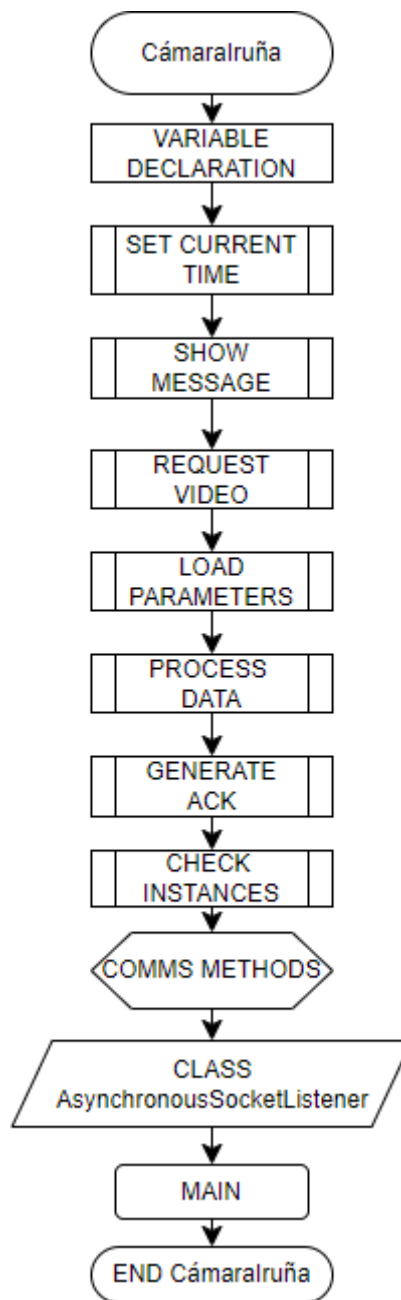 CámaraIruña
VARIABLE
DECLARATION
SET CURRENT
TIME
SHOW
MESSAGE
REQUEST
VIDEO
LOAD
PARAMETERS
PROCESS
DATA
GENERATE
ACK
CHECK
INSTANCES
COMMS METHODS
CLASS
AsynchronousSocketListener
MAIN
END CámaraIruña